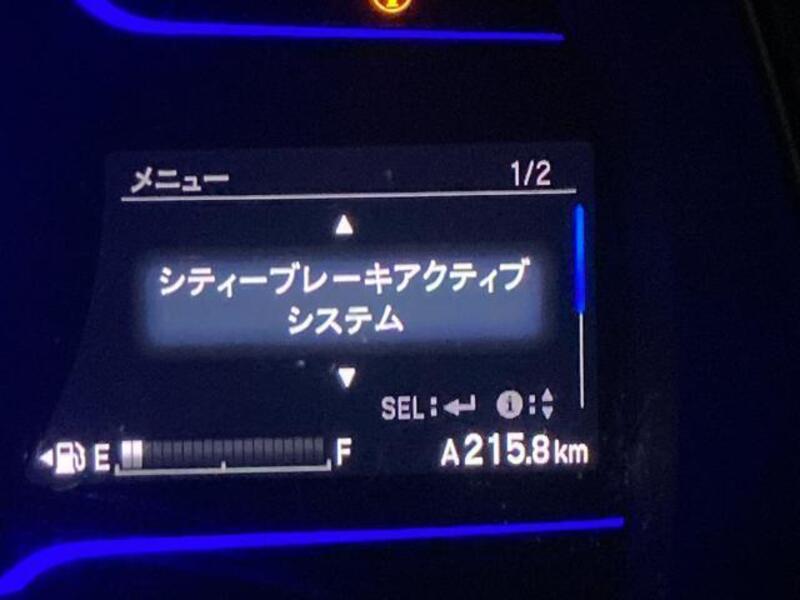 メニュー 1/2
シティーブレーキアクティブ
システム
SEL:
i:
E F A215.8km